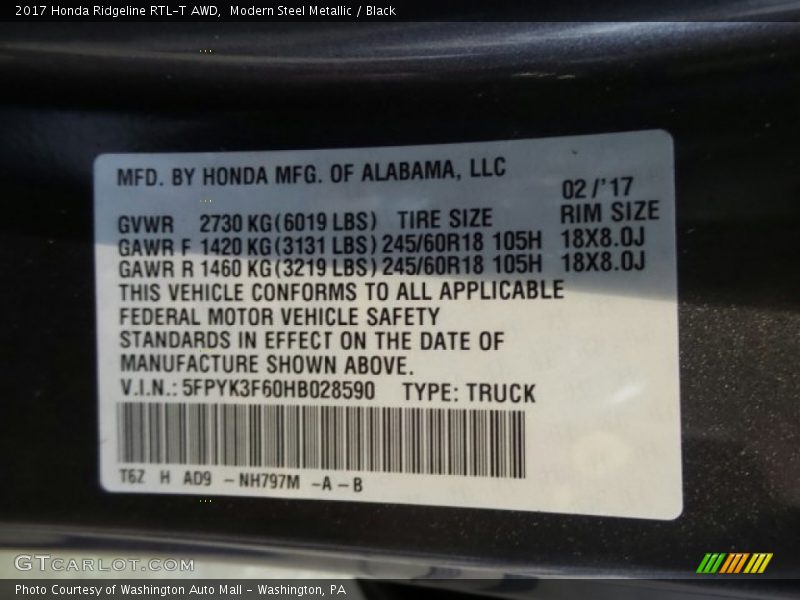 2017 Honda Ridgeline RTL-T AWD,  Modern Steel Metallic / Black
MFD. BY HONDA MFG. OF ALABAMA, LLC
02/'17
GVWR 2730 KG(6019 LBS) TIRE SIZE RIM SIZE
GAWR F 1420 KG(3131 LBS) 245/60R18 105H 18X8.0J
GAWR R 1460 KG(3219 LBS) 245/60R18 105H 18X8.0J
THIS VEHICLE CONFORMS TO ALL APPLICABLE
FEDERAL MOTOR VEHICLE SAFETY
STANDARDS IN EFFECT ON THE DATE OF
MANUFACTURE SHOWN ABOVE.
V.I.N.: 5FPYK3F60HB028590 TYPE: TRUCK
T6Z H AD9 -NH797M -A-B
GTCARLOT.COM
Photo Courtesy of Washington Auto Mall - Washington, PA